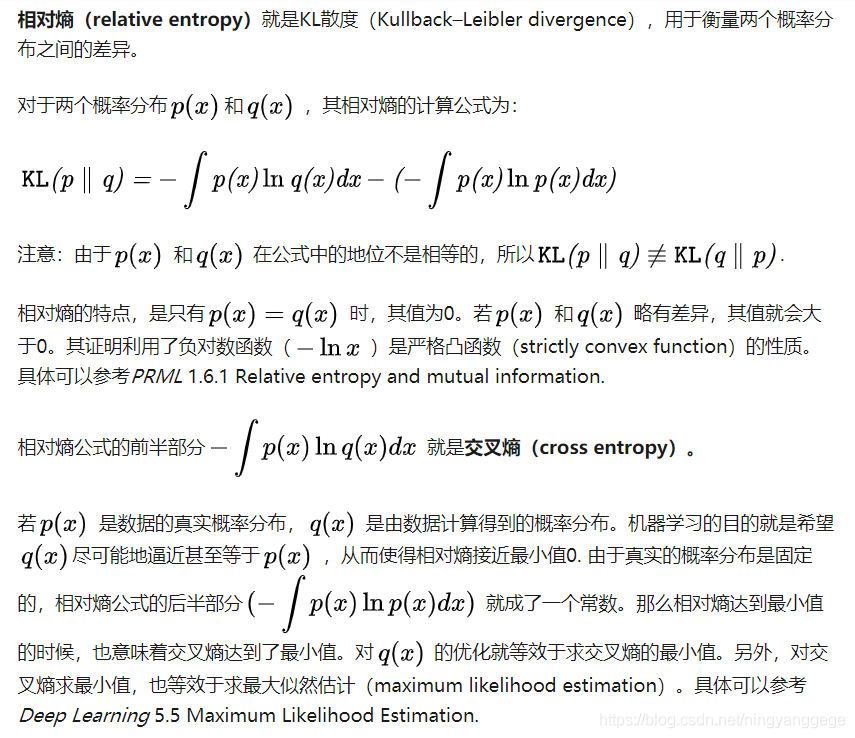 相对熵（relative entropy）就是KL散度（Kullback–Leibler divergence），用于衡量两个概率分
布之间的差异。
对于两个概率分布 p(x) 和 q(x) ，其相对熵的计算公式为：
KL(p ∥ q) = − ∫ p(x) ln q(x)dx − (− ∫ p(x) ln p(x)dx)
注意：由于 p(x) 和 q(x) 在公式中的地位不是相等的，所以 KL(p ∥ q) ≢ KL(q ∥ p) .
相对熵的特点，是只有 p(x) = q(x) 时，其值为0。若 p(x) 和 q(x) 略有差异，其值就会大
于0。其证明利用了负对数函数（ − ln x ）是严格凸函数（strictly convex function）的性质。
具体可以参考PRML 1.6.1 Relative entropy and mutual information.
相对熵公式的前半部分 − ∫ p(x) ln q(x)dx 就是交叉熵（cross entropy）。
若 p(x) 是数据的真实概率分布， q(x) 是由数据计算得到的概率分布。机器学习的目的就是希望
q(x) 尽可能地逼近甚至等于 p(x) ，从而使得相对熵接近最小值0. 由于真实的概率分布是固定
的，相对熵公式的后半部分 (− ∫ p(x) ln p(x)dx) 就成了一个常数。那么相对熵达到最小值
的时候，也意味着交叉熵达到了最小值。对 q(x) 的优化就等效于求交叉熵的最小值。另外，对交
叉熵求最小值，也等效于求最大似然估计（maximum likelihood estimation）。具体可以参考
Deep Learning 5.5 Maximum Likelihood Estimation.
https://blog.csdn.net/ningyanggege